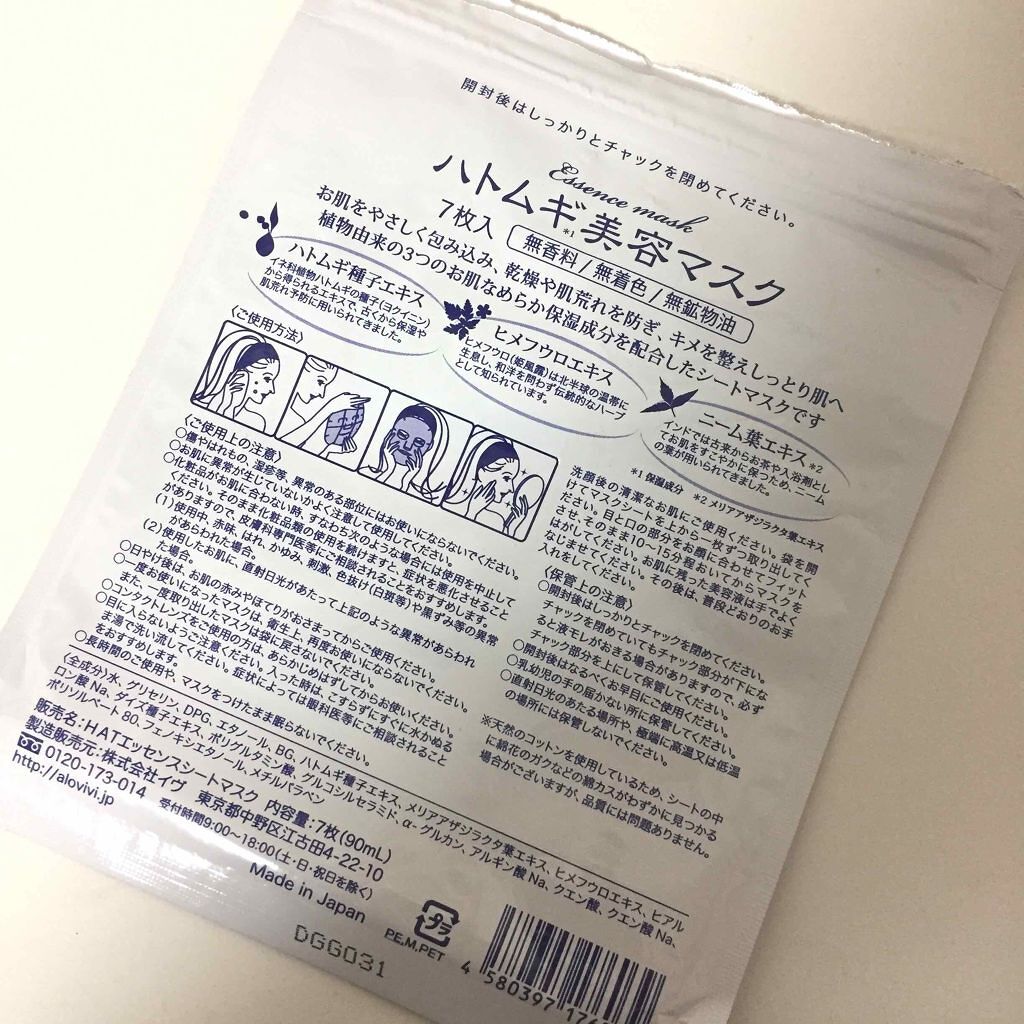 開封後はしっかりとチャックを閉めてください。
Essence mask
ハトムギ*1美容マスク
7枚入 無香料/無着色/無鉱物油
お肌をやさしく包み込み、乾燥や肌荒れを防ぎ、キメを整えしっとり肌へ
植物由来の3つのお肌なめらか保湿成分を配合したシートマスクです
ハトムギ種子エキス
イネ科植物ハトムギの種子(ヨクイニン)
から得られるエキスで、古くから保湿や
肌荒れ予防に用いられてきました。
ヒメフウロエキス
ヒメフウロ(姫風露)は北半球の温帯に
生息し、和洋を問わず伝統的なハーブ
として知られています。
ニーム葉エキス*2
インドでは古来からお茶や入浴剤とし
てお肌をすこやかに保つため、ニーム
の葉が用いられてきました。
*1 保湿成分 *2 メリアアザジラクタ葉エキス
〈ご使用方法〉
洗顔後の清潔なお肌にご使用ください。袋を開
けてマスクシートを上から一枚ずつ取り出してく
ださい。目と口の部分をお顔に合わせてフィット
させ、そのまま10〜15分程おいてからマスクを
はがしてください。お肌に残った美容液は手でよく
なじませてください。その後は、普段どおりのお手
入れをしてください。
〈ご使用上の注意〉
○傷やはれもの、湿疹等、異常のある部位にはお使いにならないでください。
○お肌に異常が生じていないかよく注意して使用してください。
○化粧品がお肌に合わない時、すなわち次のような場合には使用を中止して
ください。そのまま化粧品類の使用を続けますと、症状を悪化させること
がありますので、皮膚科専門医等にご相談されることをおすすめします。
(1)使用中、赤味、はれ、かゆみ、刺激、色抜け(白斑等)や黒ずみ等の異常
があらわれた場合。
(2)使用したお肌に、直射日光があたって上記のような異常があらわれ
た場合。
○日やけ後は、お肌の赤みやほてりがおさまってからご使用ください。
○一度お使いになったマスクは、衛生上、再度お使いにならないでください。
また、一度取り出したマスクは袋に戻さないでください。
○コンタクトレンズをご使用の方は、あらかじめはずしてからお使いください。
○目に入らないようご注意ください。入った時は、こすらずにすぐに水かぬる
ま湯で洗い流してください。症状によっては眼科医等にご相談されること
をおすすめします。
○長時間のご使用や、マスクをつけたまま眠らないでください。
〈保管上の注意〉
○開封後はしっかりとチャックを閉めてください。
チャックを閉めていてもチャック部分が下にな
ると液モレがおきる場合がありますので、必ず
チャック部分を上にして保管してください。
○開封後はなるべくお早目にご使用ください。
○乳幼児の手の届かない所に保管してください。
○直射日光のあたる場所や、極端に高温又は低温
の場所には保管しないでください。
※天然のコットンを使用しているため、シートの中
に綿花のガクなどの綿カスがわずかに見つかる
場合がございますが、品質には問題ありません。
〈全成分〉水、グリセリン、DPG、エタノール、BG、ハトムギ種子エキス、メリアアザジラクタ葉エキス、ヒメフウロエキス、ヒアル
ロン酸Na、ダイズ種子エキス、ポリグルタミン酸、グルコシルセラミド、α-グルカン、アルギン酸Na、クエン酸、クエン酸Na、
ポリソルベート80、フェノキシエタノール、メチルパラベン
販売名:HATエッセンスシートマスク 内容量:7枚(90mL)
製造販売元:株式会社イヴ 東京都中野区江古田4-22-10
0120-173-014 受付時間9:00〜18:00(土・日・祝日を除く)
http://alovivi.jp
Made in Japan
DGG031
プラ
PE.M.PET
4 580397 174